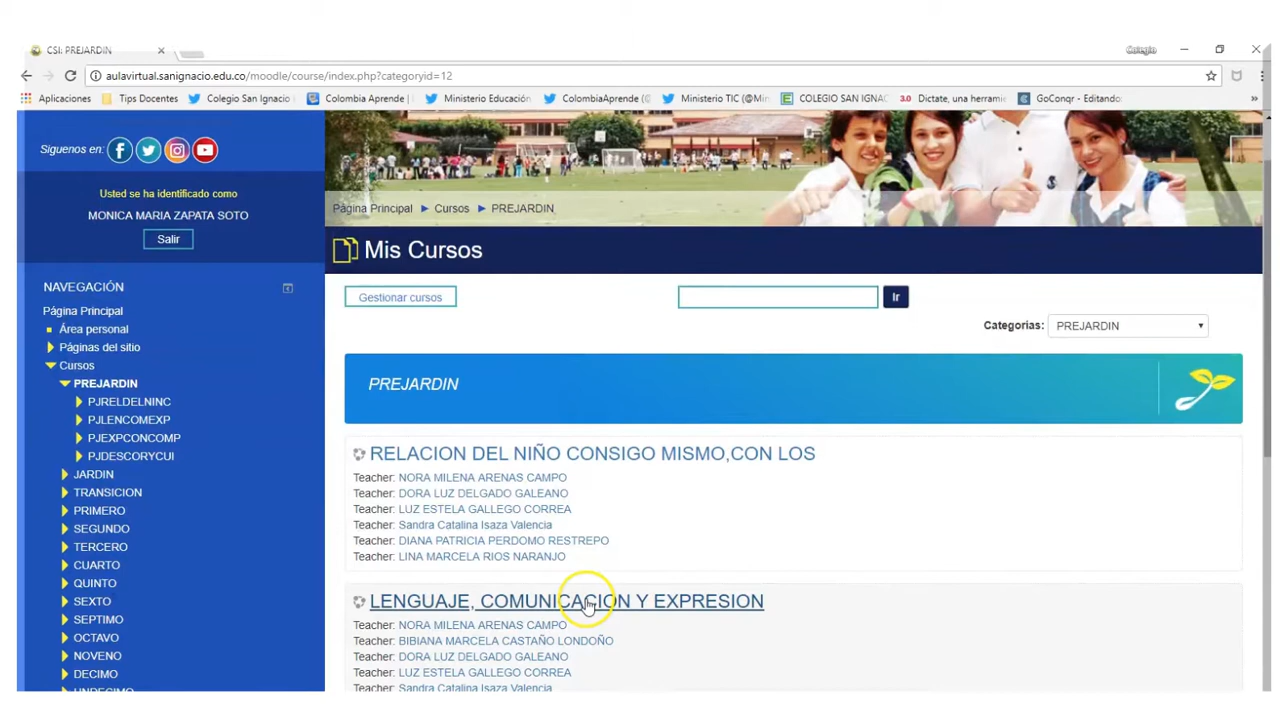 CSI: PREJARDIN
Colegio
aulavirtual.sanignacio.edu.co/moodle/course/index.php?categoryid=12
Aplicaciones
Tips Docentes
Colegio San Ignacio
Colombia Aprende |
Ministerio Educación
ColombiaAprende (@
Ministerio TIC (@Min
COLEGIO SAN IGNAC
3.0 Dictate, una herrami
GoConqr - Editando
»
Siguenos en:
Usted se ha identificado como
MONICA MARIA ZAPATA SOTO
Salir
NAVEGACIÓN
Página Principal
Área personal
Páginas del sitio
Cursos
PREJARDIN
PJRELDELNINC
PJLENCOMEXP
PJEXPCONCOMP
PJDESCORYCUI
JARDIN
TRANSICION
PRIMERO
SEGUNDO
TERCERO
CUARTO
QUINTO
SEXTO
SEPTIMO
OCTAVO
NOVENO
DECIMO
UNDECIMO
Página Principal ► Cursos ► PREJARDIN
Mis Cursos
Gestionar cursos
Ir
Categorías: PREJARDIN
PREJARDIN
RELACION DEL NIÑO CONSIGO MISMO,CON LOS
Teacher: NORA MILENA ARENAS CAMPO
Teacher: DORA LUZ DELGADO GALEANO
Teacher: LUZ ESTELA GALLEGO CORREA
Teacher: Sandra Catalina Isaza Valencia
Teacher: DIANA PATRICIA PERDOMO RESTREPO
Teacher: LINA MARCELA RIOS NARANJO
LENGUAJE, COMUNICACION Y EXPRESION
Teacher: NORA MILENA ARENAS CAMPO
Teacher: BIBIANA MARCELA CASTAÑO LONDOÑO
Teacher: DORA LUZ DELGADO GALEANO
Teacher: LUZ ESTELA GALLEGO CORREA
Teacher: Sandra Catalina Isaza Valencia